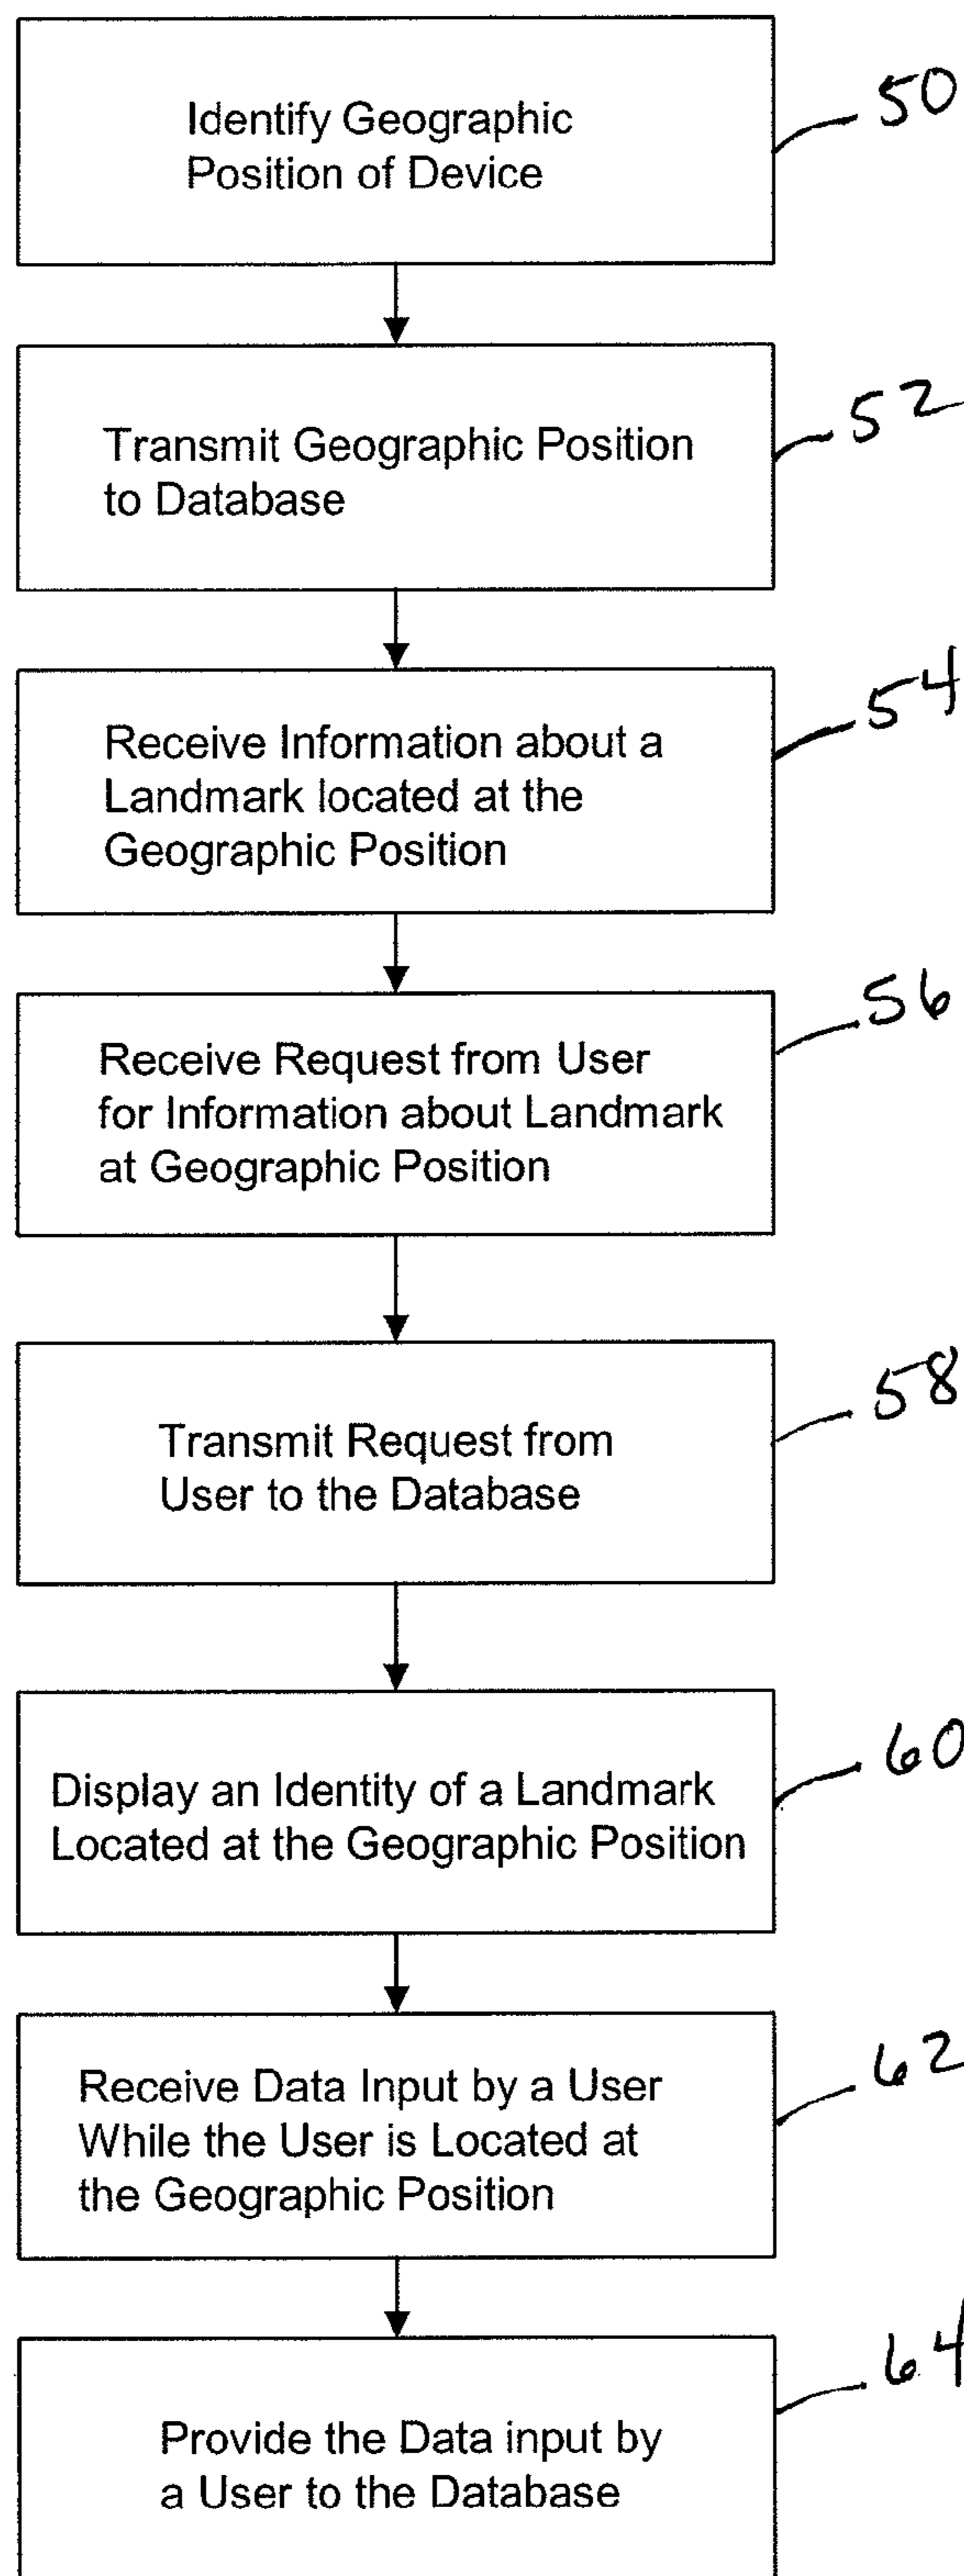 Identify Geographic
Position of Device
50
Transmit Geographic Position
to Database
52
Receive Information about a
Landmark located at the
Geographic Position
54
Receive Request from User
for Information about Landmark
at Geographic Position
56
Transmit Request from
User to the Database
58
Display an Identity of a Landmark
Located at the Geographic Position
60
Receive Data Input by a User
While the User is Located at
the Geographic Position
62
Provide the Data input by
a User to the Database
64